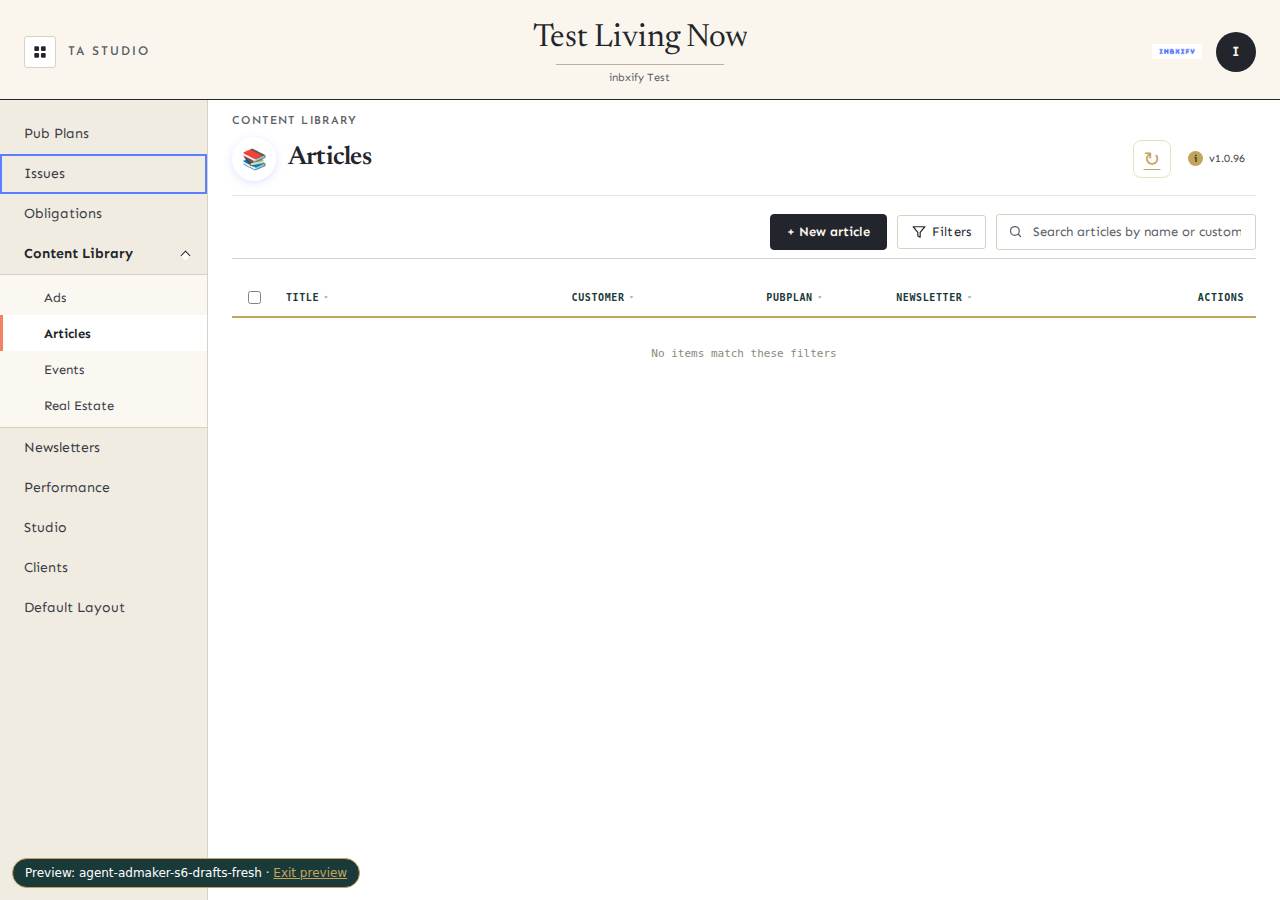 TA STUDIO
Test Living Now
inbxify Test
INBXIFY
I
Pub Plans
Issues
Obligations
Content Library
Ads
Articles
Events
Real Estate
Newsletters
Performance
Studio
Clients
Default Layout
CONTENT LIBRARY
Articles
↻
i v1.0.96
+ New article
Filters
Search articles by name or custom
TITLE
CUSTOMER
PUBPLAN
NEWSLETTER
ACTIONS
No items match these filters
Preview: agent-admaker-s6-drafts-fresh · Exit preview